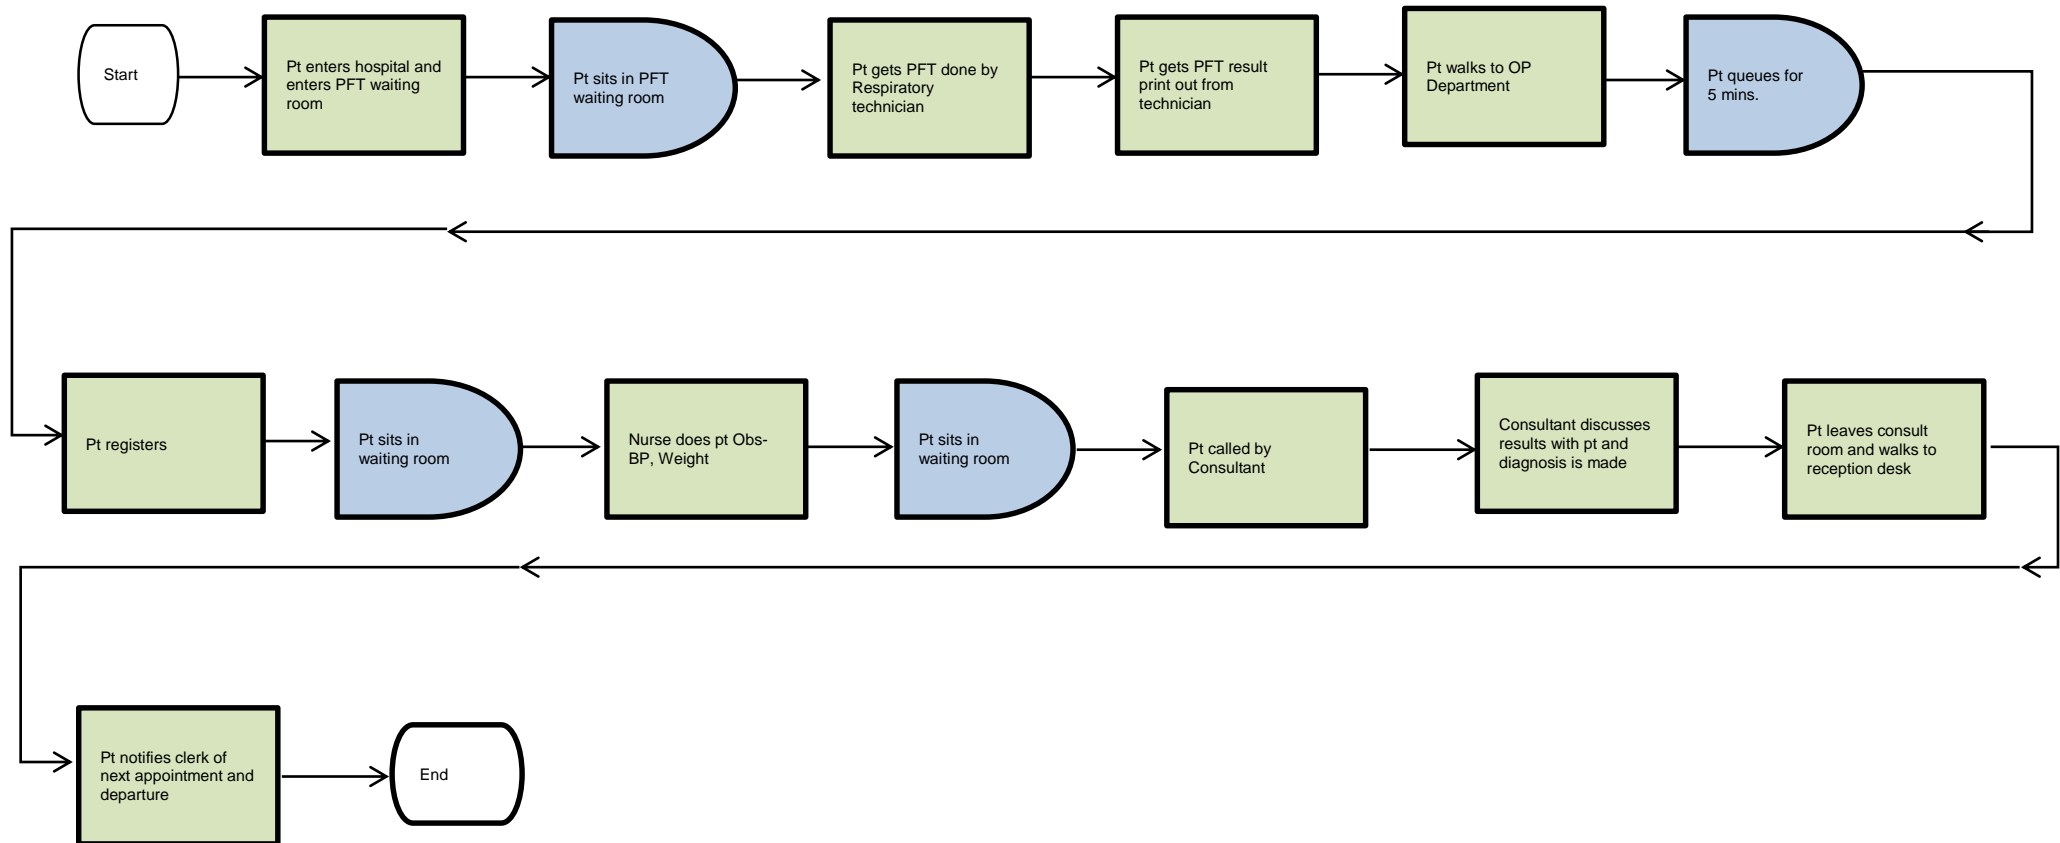 Start
Pt enters hospital and
enters PFT waiting
room
Pt sits in PFT
waiting room
Pt gets PFT done by
Respiratory
technician
Pt gets PFT result
print out from
technician
Pt walks to OP
Department
Pt queues for
5 mins.
Pt registers
Pt sits in
waiting room
Nurse does pt Obs-
BP, Weight
Pt sits in
waiting room
Pt called by
Consultant
Consultant discusses
results with pt and
diagnosis is made
Pt leaves consult
room and walks to
reception desk
Pt notifies clerk of
next appointment and
departure
End